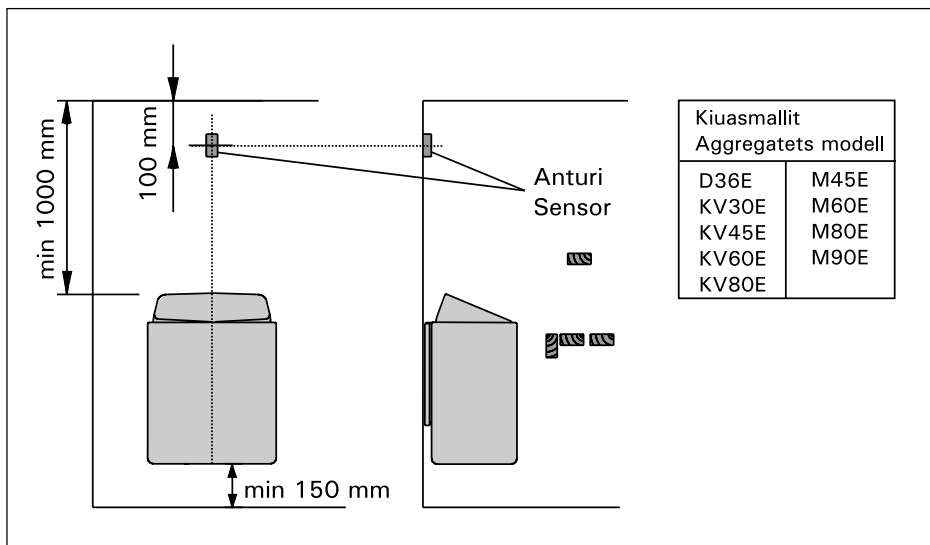 min 1000 mm
100 mm
Anturi
Sensor
min 150 mm
Kiuasmallit
Aggregatets modell
D36E
KV30E
KV45E
KV60E
KV80E
M45E
M60E
M80E
M90E